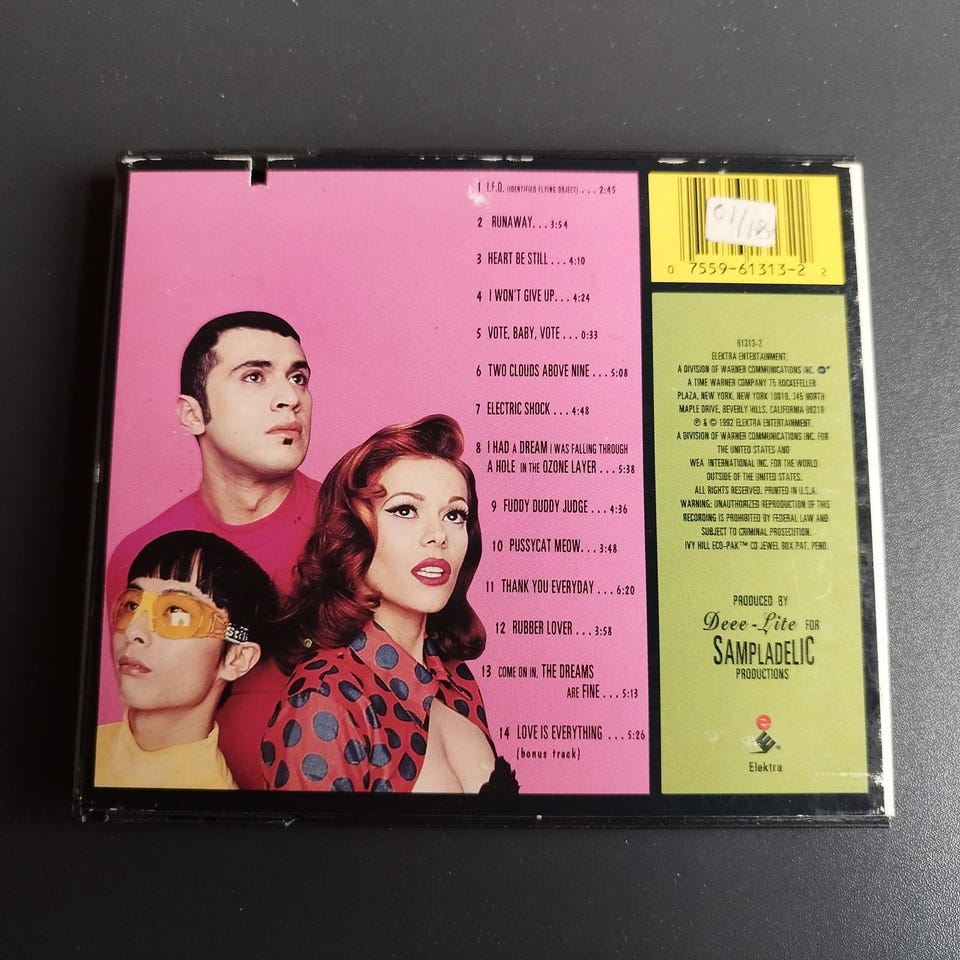 1 I.F.O. (IDENTIFIED FLYING OBJECT) . . . 2:45
2 RUNAWAY. . . 3:54
3 HEART BE STILL . . . 4:10
4 I WON'T GIVE UP. . . 4:24
5 VOTE, BABY, VOTE . . . 0:33
6 TWO CLOUDS ABOVE NINE . . . 5:08
7 ELECTRIC SHOCK . . . 4:48
8 I HAD A DREAM I WAS FALLING THROUGH
A HOLE IN THE OZONE LAYER . . . 5:38
9 FUDDY DUDDY JUDGE . . . 4:36
10 PUSSYCAT MEOW. . . 3:48
11 THANK YOU EVERYDAY . . . 6:20
12 RUBBER LOVER . . . 3:58
13 COME ON IN, THE DREAMS
ARE FINE . . . 5:13
14 LOVE IS EVERYTHING . . . 5:26
(bonus track)
01/18
0 7559-61313-2 2
61313-2
ELEKTRA ENTERTAINMENT,
A DIVISION OF WARNER COMMUNICATIONS INC.
A TIME WARNER COMPANY 75 ROCKEFELLER
PLAZA, NEW YORK, NEW YORK 10019. 345 NORTH
MAPLE DRIVE, BEVERLY HILLS, CALIFORNIA 90210
℗ & © 1992 ELEKTRA ENTERTAINMENT,
A DIVISION OF WARNER COMMUNICATIONS INC. FOR
THE UNITED STATES AND
WEA INTERNATIONAL INC. FOR THE WORLD
OUTSIDE OF THE UNITED STATES.
ALL RIGHTS RESERVED. PRINTED IN U.S.A.
WARNING: UNAUTHORIZED REPRODUCTION OF THIS
RECORDING IS PROHIBITED BY FEDERAL LAW AND
SUBJECT TO CRIMINAL PROSECUTION.
IVY HILL ECO-PAK™ CD JEWEL BOX PAT. PEND.
PRODUCED BY
Deee-Lite FOR
SAMPLADELIC
PRODUCTIONS
Elektra